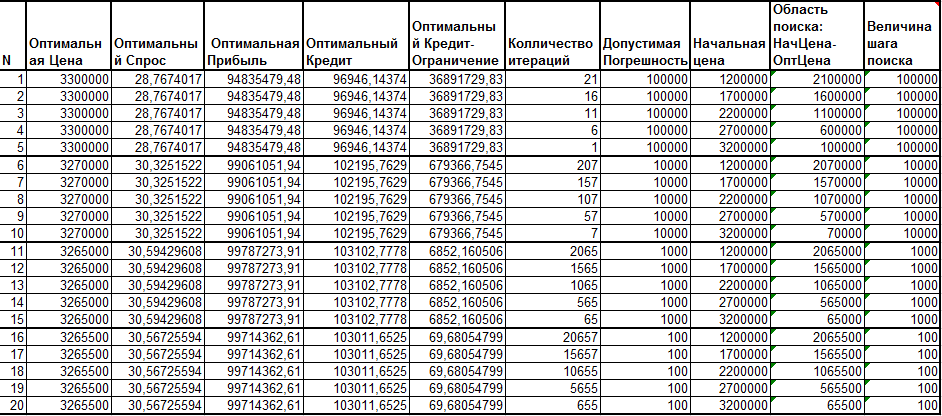 N Оптимальн ая Цена Оптимальны й Спрос Оптимальная Прибыль Оптимальный Кредит Оптимальны й Кредит- Ограничение Колличество итераций Допустимая Погрешность Начальная цена Область поиска: НачЦена- ОптЦена Величина шага поиска
1 3300000 28,7674017 94835479,48 96946,14374 36891729,83 21 100000 1200000 2100000 100000
2 3300000 28,7674017 94835479,48 96946,14374 36891729,83 16 100000 1700000 1600000 100000
3 3300000 28,7674017 94835479,48 96946,14374 36891729,83 11 100000 2200000 1100000 100000
4 3300000 28,7674017 94835479,48 96946,14374 36891729,83 6 100000 2700000 600000 100000
5 3300000 28,7674017 94835479,48 96946,14374 36891729,83 1 100000 3200000 100000 100000
6 3270000 30,3251522 99061051,94 102195,7629 679366,7545 207 10000 1200000 2070000 10000
7 3270000 30,3251522 99061051,94 102195,7629 679366,7545 157 10000 1700000 1570000 10000
8 3270000 30,3251522 99061051,94 102195,7629 679366,7545 107 10000 2200000 1070000 10000
9 3270000 30,3251522 99061051,94 102195,7629 679366,7545 57 10000 2700000 570000 10000
10 3270000 30,3251522 99061051,94 102195,7629 679366,7545 7 10000 3200000 70000 10000
11 3265000 30,59429608 99787273,91 103102,7778 6852,160506 2065 1000 1200000 2065000 1000
12 3265000 30,59429608 99787273,91 103102,7778 6852,160506 1565 1000 1700000 1565000 1000
13 3265000 30,59429608 99787273,91 103102,7778 6852,160506 1065 1000 2200000 1065000 1000
14 3265000 30,59429608 99787273,91 103102,7778 6852,160506 565 1000 2700000 565000 1000
15 3265000 30,59429608 99787273,91 103102,7778 6852,160506 65 1000 3200000 65000 1000
16 3265500 30,56725594 99714362,61 103011,6525 69,68054799 20657 100 1200000 2065500 100
17 3265500 30,56725594 99714362,61 103011,6525 69,68054799 15657 100 1700000 1565500 100
18 3265500 30,56725594 99714362,61 103011,6525 69,68054799 10655 100 2200000 1065500 100
19 3265500 30,56725594 99714362,61 103011,6525 69,68054799 5655 100 2700000 565500 100
20 3265500 30,56725594 99714362,61 103011,6525 69,68054799 655 100 3200000 65500 100